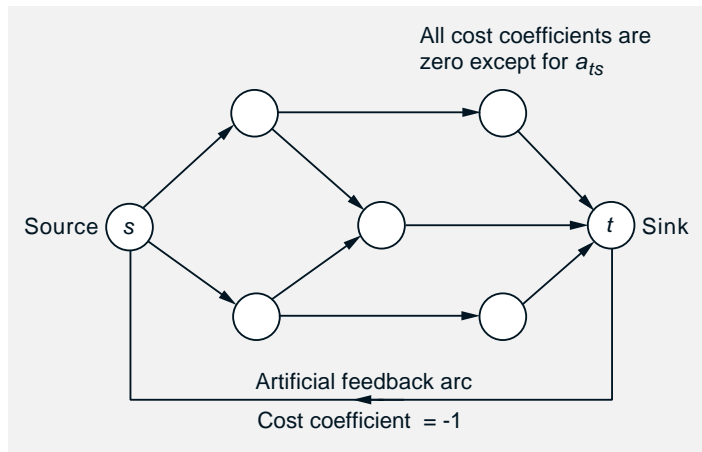 All cost coefficients are
zero except for a_ts
Source
s
t
Sink
Artificial feedback arc
Cost coefficient = -1